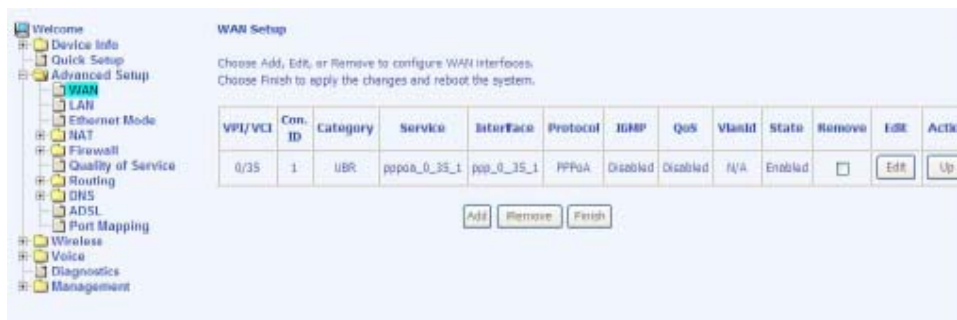 Welcome
Device Info
Quick Setup
Advanced Setup
WAN
LAN
Ethernet Mode
NAT
Firewall
Quality of Service
Routing
DNS
ADSL
Port Mapping
Wireless
Voice
Diagnostics
Management
WAN Setup
Choose Add, Edit, or Remove to configure WAN interfaces.
Choose Finish to apply the changes and reboot the system.
VPI/VCI Con. ID Category Service Interface Protocol IGMP QoS VlanId State Remove Edit Actio
0/35 1 UBR pppoa_0_35_1 ppp_0_35_1 PPPoA Disabled Disabled N/A Enabled Edit Up
Add Remove Finish